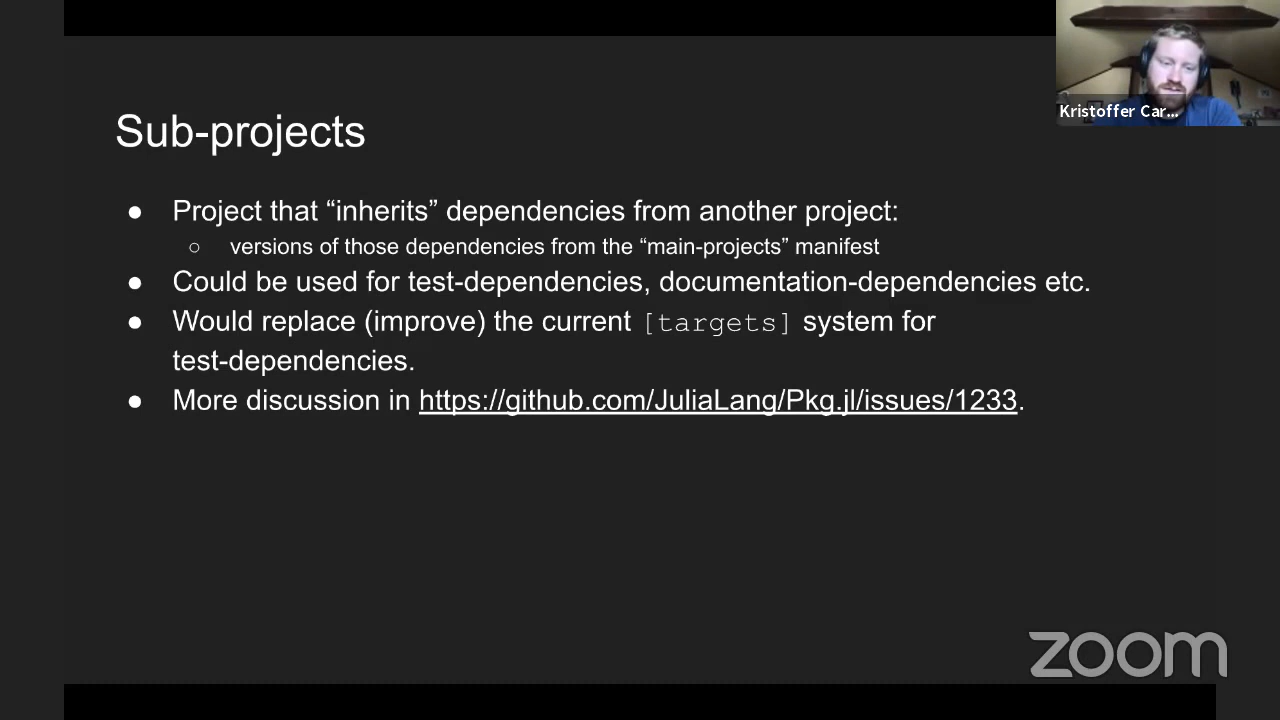 Sub-projects
● Project that “inherits” dependencies from another project:
○ versions of those dependencies from the “main-projects” manifest
● Could be used for test-dependencies, documentation-dependencies etc.
● Would replace (improve) the current [targets] system for
test-dependencies.
● More discussion in https://github.com/JuliaLang/Pkg.jl/issues/1233.
Kristoffer Car...
zoom